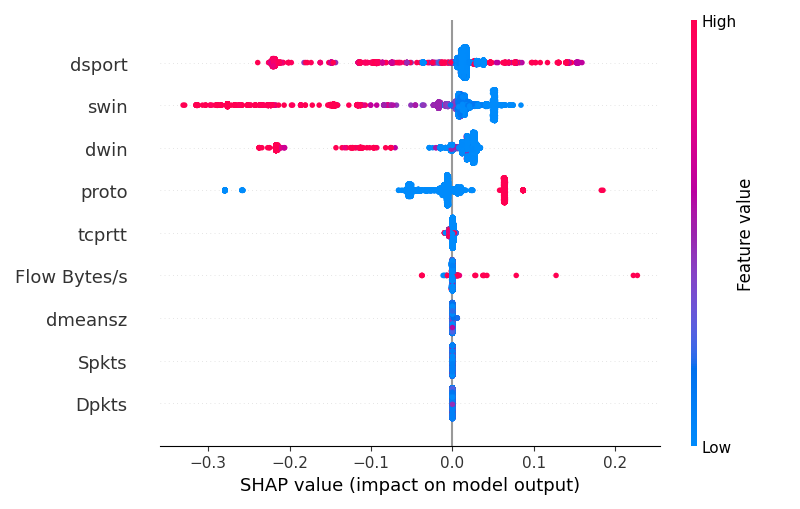 High
dsport
swin
dwin
proto
tcprtt
Flow Bytes/s
dmeansz
Spkts
Dpkts
Feature value
Low
−0.3 −0.2 −0.1 0.0 0.1 0.2
SHAP value (impact on model output)